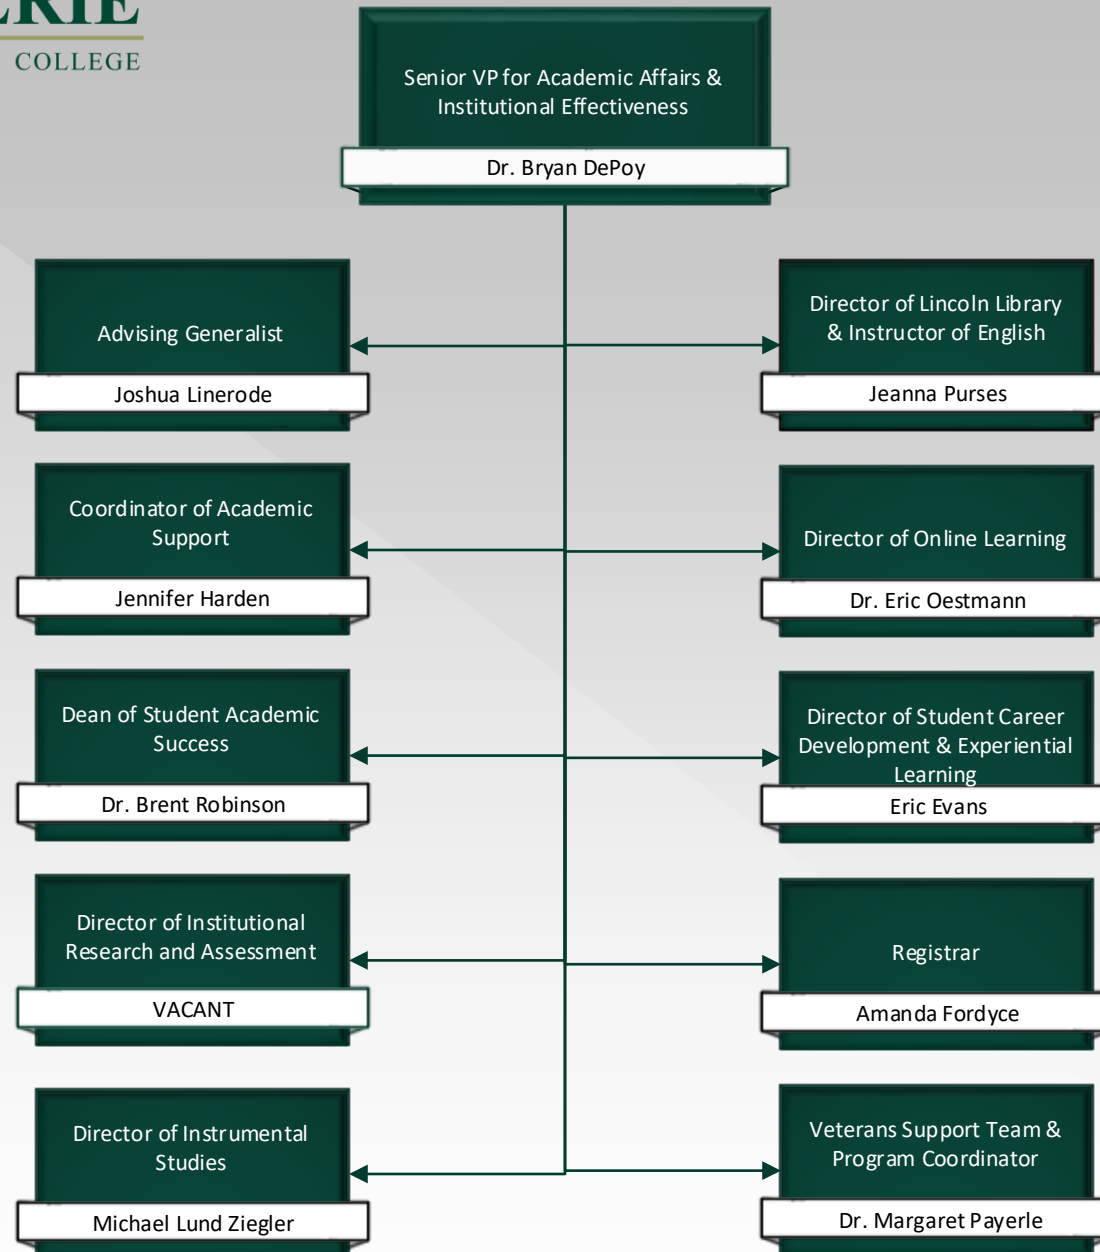 COLLEGE
Senior VP for Academic Affairs &
Institutional Effectiveness
Dr. Bryan DePoy
Advising Generalist
Joshua Linerode
Director of Lincoln Library
& Instructor of English
Jeanna Purses
Coordinator of Academic
Support
Jennifer Harden
Director of Online Learning
Dr. Eric Oestmann
Dean of Student Academic
Success
Dr. Brent Robinson
Director of Student Career
Development & Experiential
Learning
Eric Evans
Director of Institutional
Research and Assessment
VACANT
Registrar
Amanda Fordyce
Director of Instrumental
Studies
Michael Lund Ziegler
Veterans Support Team &
Program Coordinator
Dr. Margaret Payerle